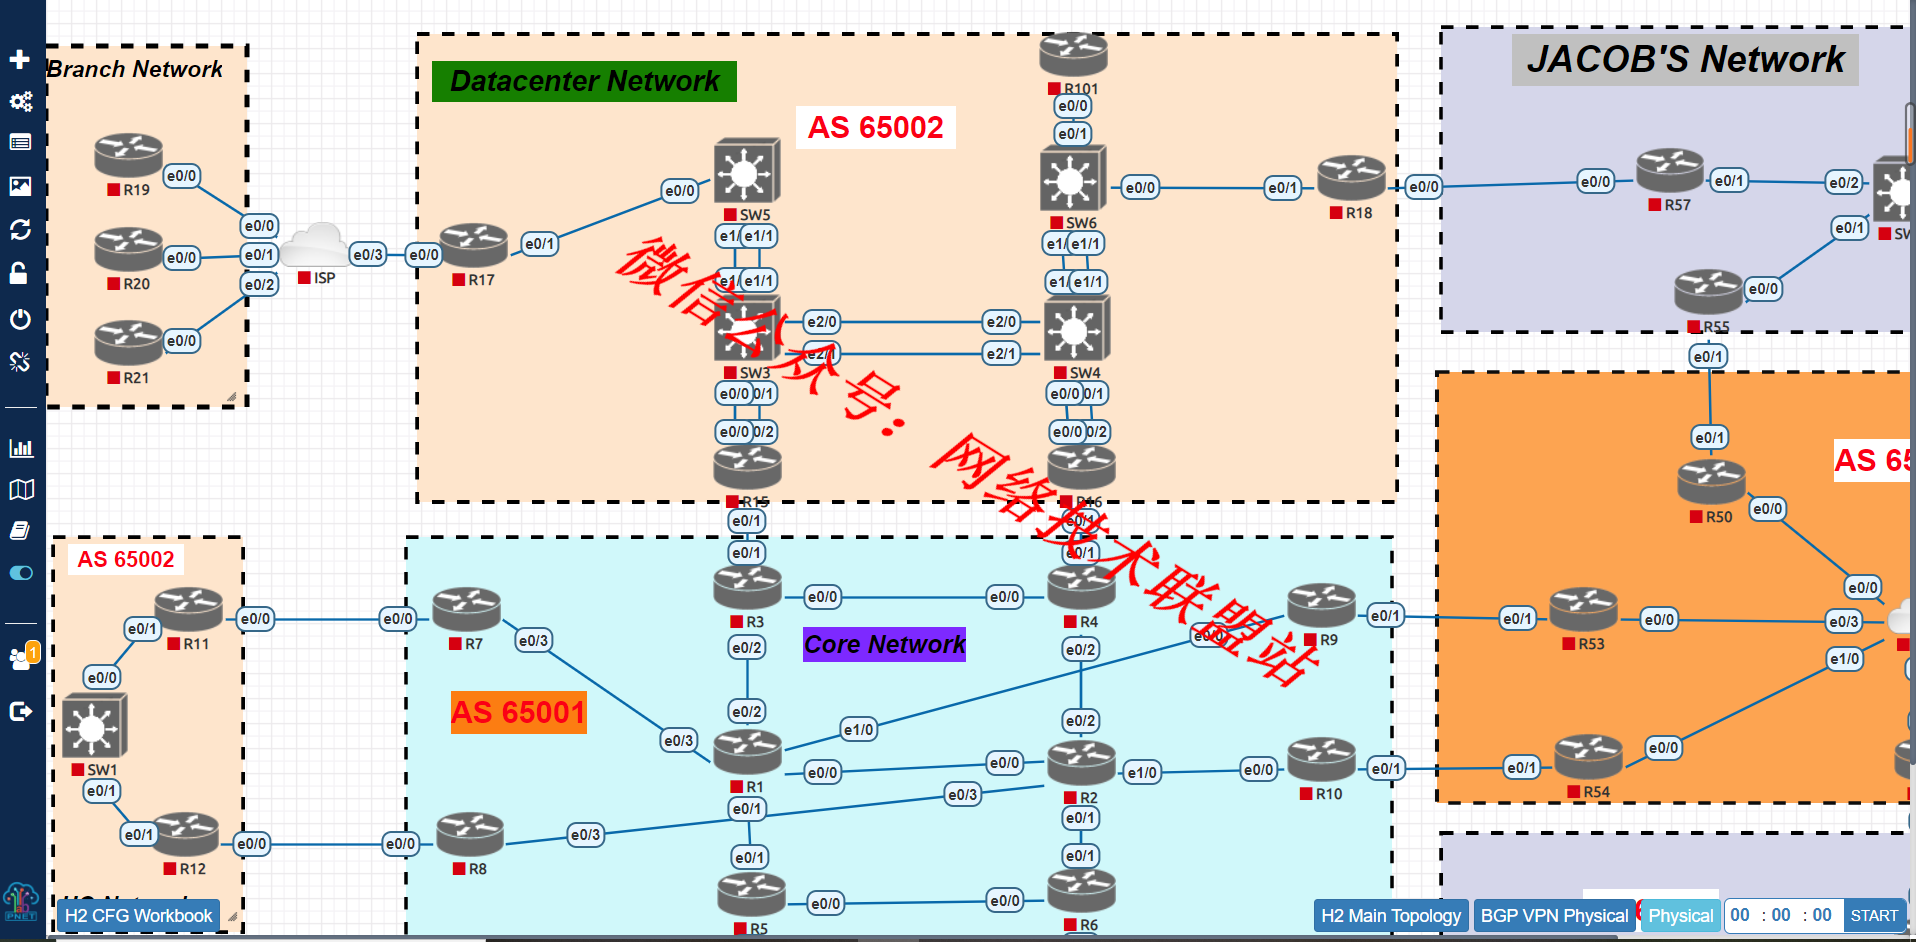 Branch Network
Datacenter Network
JACOB'S Network
AS 65002
R101
e0/0
e0/1
R19
e0/0
R20
e0/0
R21
e0/0
e0/0
e0/1
e0/2
ISP
e0/3
e0/0
R17
e0/1
e0/0
SW5
e1/
e1/1
e1/
e1/1
SW6
e0/0
e0/1
R18
e0/0
e0/0
R57
e0/1
e0/2
e0/1
SW
e0/0
R55
e1/
e1/1
e1/
e1/1
SW3
e2/0
e2/0
e2/1
e2/1
SW4
e0/0
0/1
e0/0
0/2
e0/0
0/1
e0/0
0/2
R15
R16
微信公众号：网络技术联盟站
e0/1
e0/1
e0/1
e0/1
e0/1
e0/1
R50
e0/0
AS 65
AS 65002
R11
e0/0
e0/1
e0/0
SW1
e0/1
e0/1
R12
e0/0
e0/0
R7
e0/3
R3
e0/0
e0/0
R4
Core Network
e0/2
e0/2
e0/0
R9
e0/1
e0/1
R53
e0/0
e0/0
e0/3
e1/0
AS 65001
e0/3
e0/2
R1
e1/0
e0/0
e0/0
e0/2
R2
e1/0
e0/0
R10
e0/1
e0/1
R54
e0/0
e0/0
R8
e0/3
e0/3
e0/1
e0/1
e0/1
e0/1
R5
e0/0
e0/0
R6
1
PNET
H2 CFG Workbook
H2 Main Topology
BGP VPN Physical
Physical
00 : 00 : 00
START